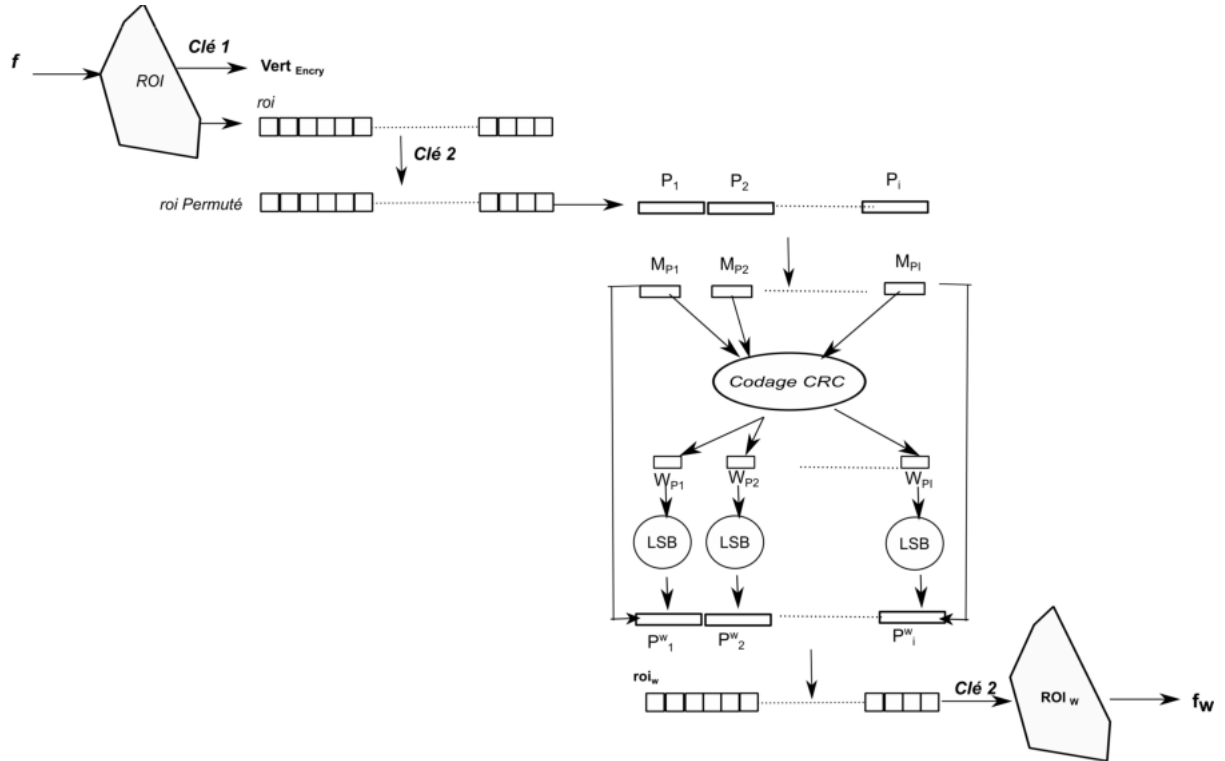 f
Clé 1
ROI
Vert Encry
roi
Clé 2
roi Permuté
P1 P2 Pi
MP1 MP2 MPI
Codage CRC
WP1 WP2 WPI
LSB LSB LSB
Pw1 Pw2 Pwi
roiw
Clé 2
ROI w
fw